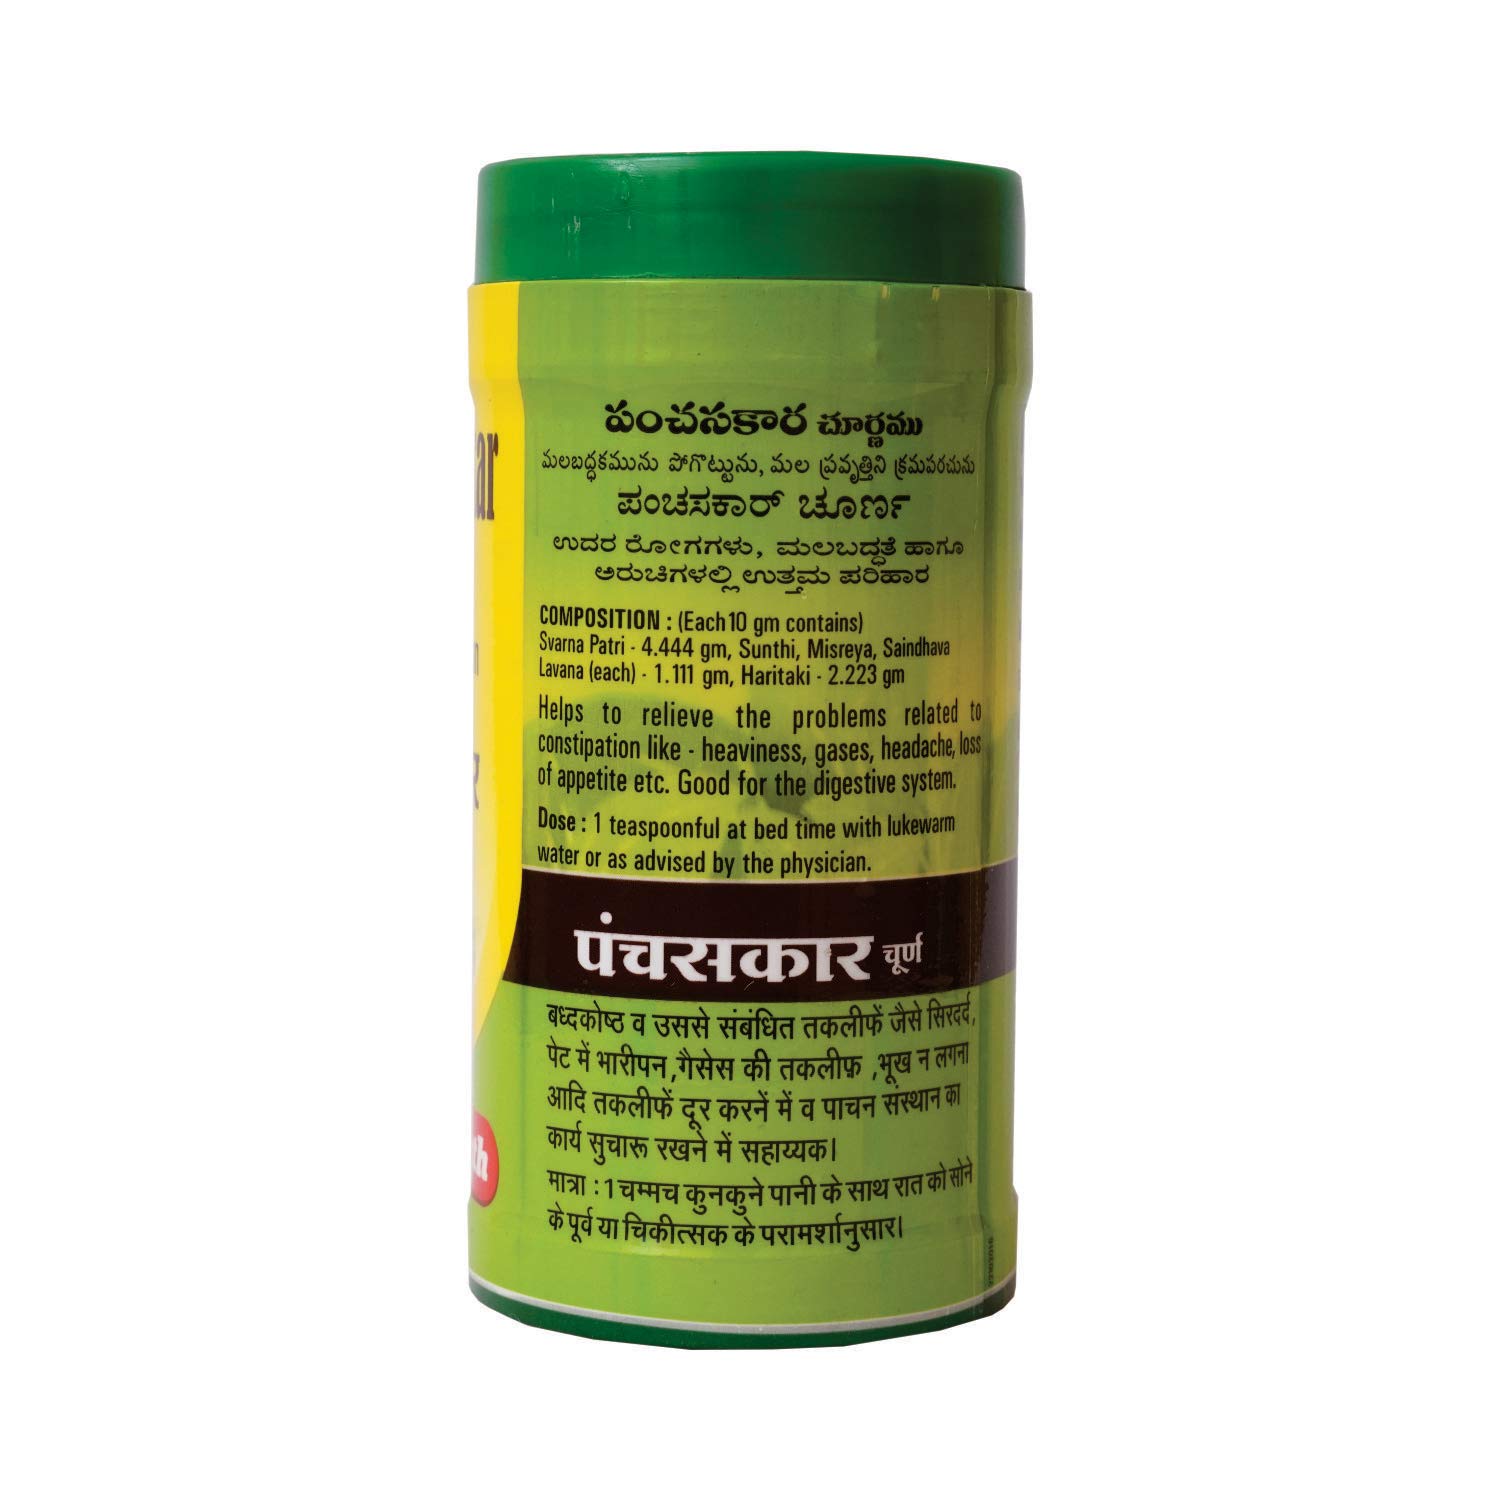 పంచసకార చూర్ణము
మలబద్ధకమును పోగొట్టును, మల ప్రవృత్తిని క్రమపరచును
ಪಂಚಸಕಾರ್ ಚೂರ್ಣ
ಉದರ ರೋಗಗಳು, ಮಲಬದ್ಧತೆ ಹಾಗೂ
ಅರುಚಿಗಳಲ್ಲಿ ಉತ್ತಮ ಪರಿಹಾರ
COMPOSITION : (Each 10 gm contains)
Svarna Patri - 4.444 gm, Sunthi, Misreya, Saindhava
Lavana (each) - 1.111 gm, Haritaki - 2.223 gm
Helps to relieve the problems related to
constipation like - heaviness, gases, headache, loss
of appetite etc. Good for the digestive system.
Dose : 1 teaspoonful at bed time with lukewarm
water or as advised by the physician.
पंचसकार चूर्ण
बध्दकोष्ठ व उससे संबंधित तकलीफें जैसे सिरदर्द,
पेट में भारीपन ,गैसेस की तकलीफ़ ,भूख न लगना
आदि तकलीफें दूर करनें में व पाचन संस्थान का
कार्य सुचारू रखने में सहाय्यक।
मात्रा : 1 चम्मच कुनकुने पानी के साथ रात को सोने
के पूर्व या चिकीत्सक के परामर्शानुसार।